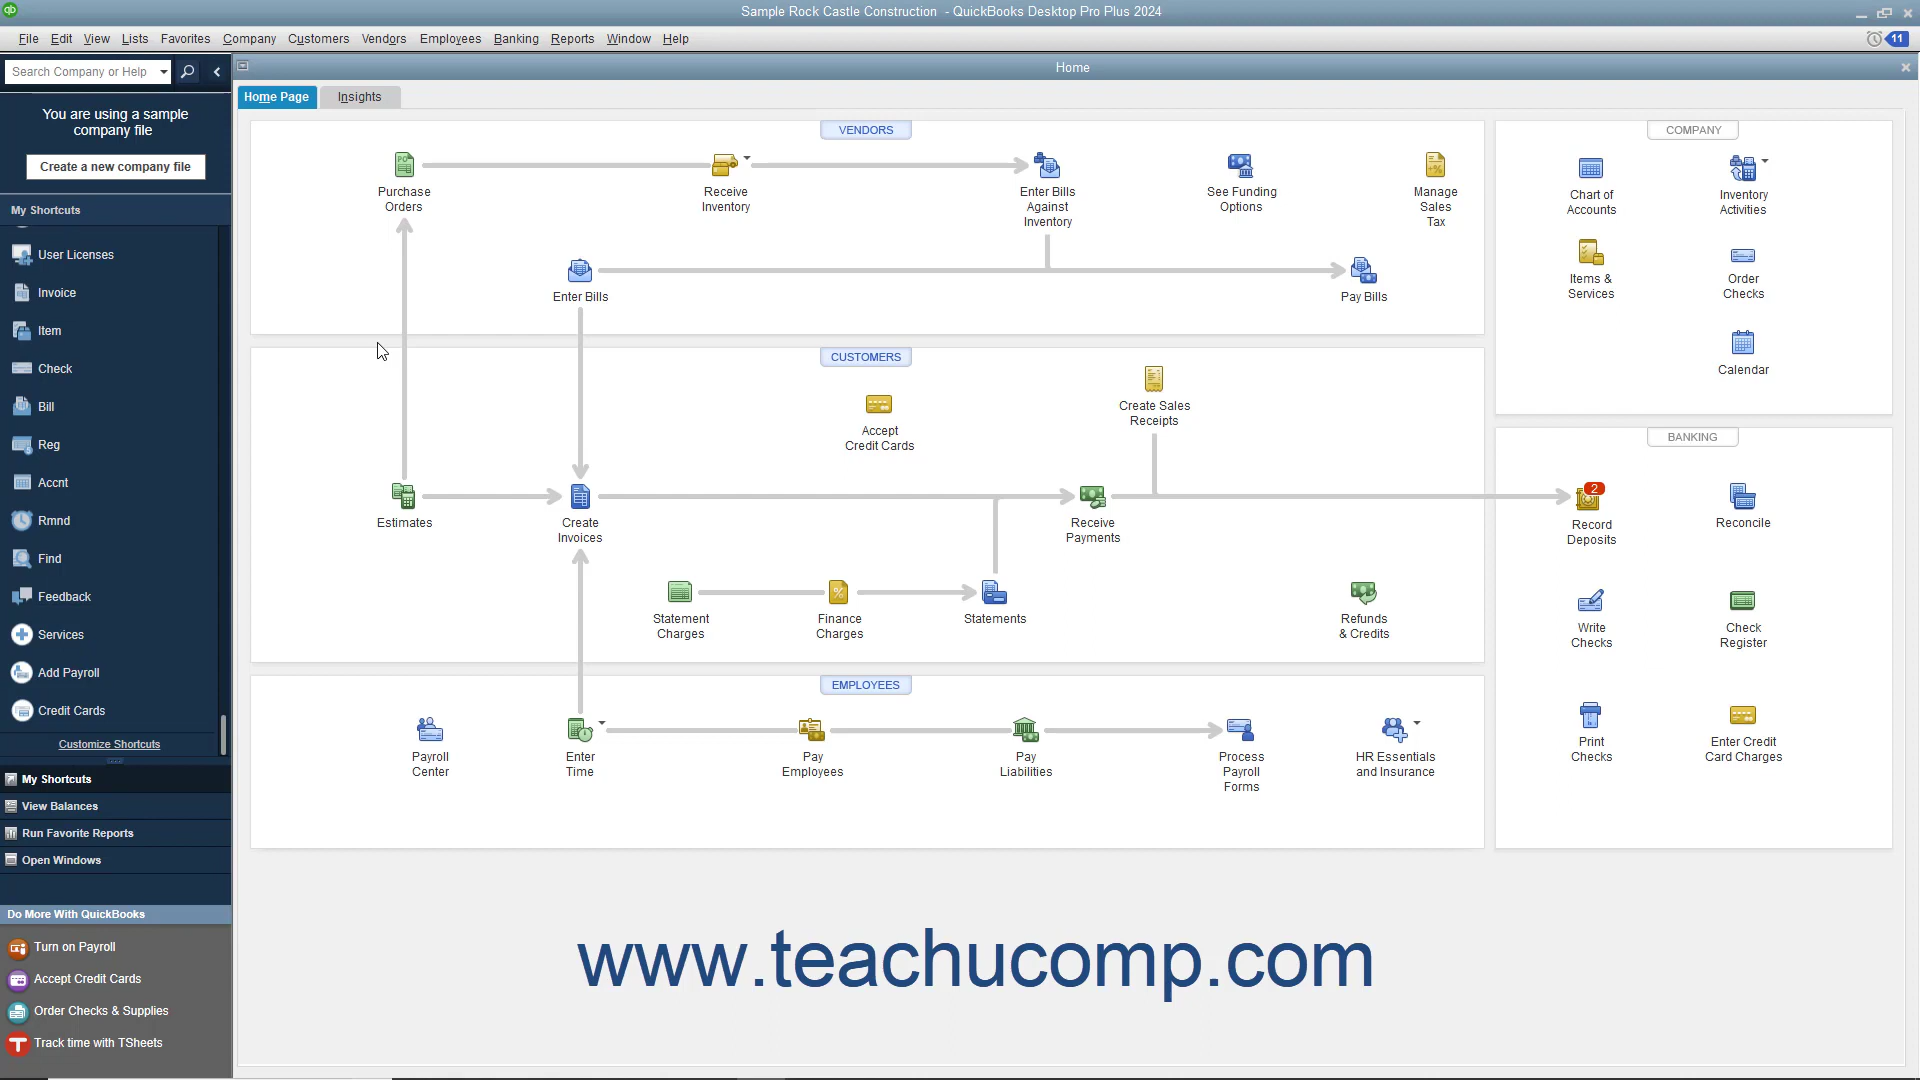 qb
Sample Rock Castle Construction - QuickBooks Desktop Pro Plus 2024
File Edit View Lists Favorites Company Customers Vendors Employees Banking Reports Window Help
11
Search Company or Help
Home
You are using a sample
company file
Create a new company file
My Shortcuts
User Licenses
Invoice
Item
Check
Bill
Reg
Accnt
Rmnd
Find
Feedback
Services
Add Payroll
Credit Cards
Customize Shortcuts
My Shortcuts
View Balances
Run Favorite Reports
Open Windows
Do More With QuickBooks
Turn on Payroll
Accept Credit Cards
Order Checks & Supplies
Track time with TSheets
Home Page
Insights
VENDORS
PO
Purchase
Orders
Receive
Inventory
Enter Bills
Against
Inventory
See Funding
Options
Manage
Sales
Tax
Enter Bills
Pay Bills
CUSTOMERS
Accept
Credit Cards
Create Sales
Receipts
Estimates
Create
Invoices
Receive
Payments
Statement
Charges
%
Finance
Charges
Statements
Refunds
& Credits
EMPLOYEES
Payroll
Center
Enter
Time
Pay
Employees
Pay
Liabilities
Process
Payroll
Forms
HR Essentials
and Insurance
COMPANY
Chart of
Accounts
Inventory
Activities
Items &
Services
Order
Checks
Calendar
BANKING
2
Record
Deposits
Reconcile
Write
Checks
Check
Register
Print
Checks
Enter Credit
Card Charges
www.teachucomp.com